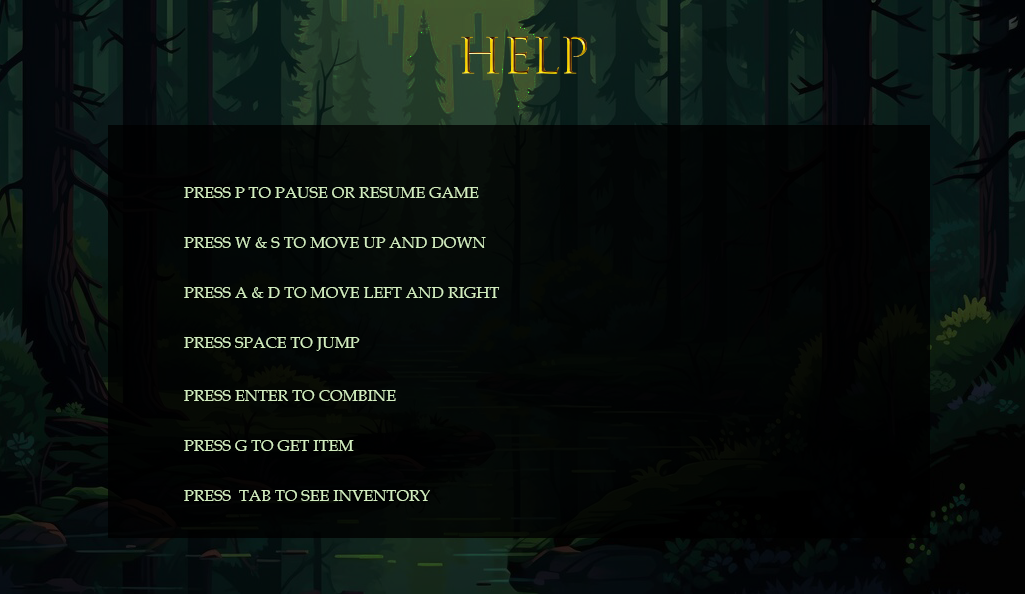 HELP
PRESS P TO PAUSE OR RESUME GAME
PRESS W & S TO MOVE UP AND DOWN
PRESS A & D TO MOVE LEFT AND RIGHT
PRESS SPACE TO JUMP
PRESS ENTER TO COMBINE
PRESS G TO GET ITEM
PRESS  TAB TO SEE INVENTORY